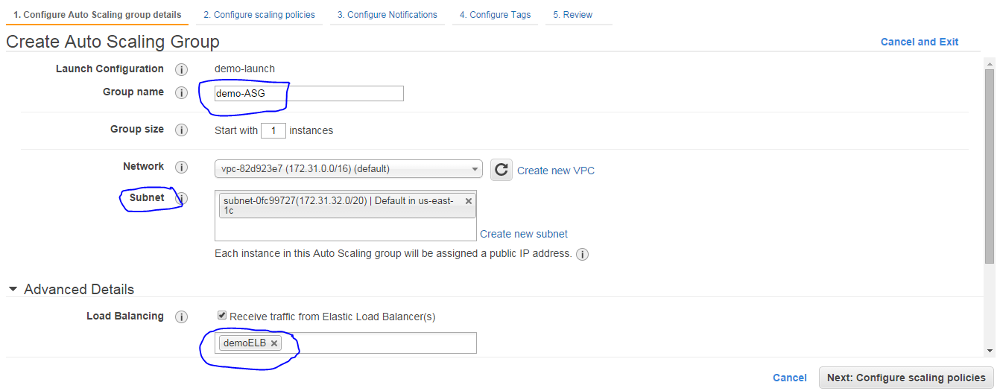 1. Configure Auto Scaling group details 2. Configure scaling policies 3. Configure Notifications 4. Configure Tags 5. Review
Create Auto Scaling Group
Cancel and Exit
Launch Configuration i demo-launch
Group name i demo-ASG
Group size i Start with 1 instances
Network i vpc-82d923e7 (172.31.0.0/16) (default) Create new VPC
Subnet i subnet-0fc99727(172.31.32.0/20) | Default in us-east-
1c
Create new subnet
Each instance in this Auto Scaling group will be assigned a public IP address. i
Advanced Details
Load Balancing i Receive traffic from Elastic Load Balancer(s)
demoELB
Cancel Next: Configure scaling policies